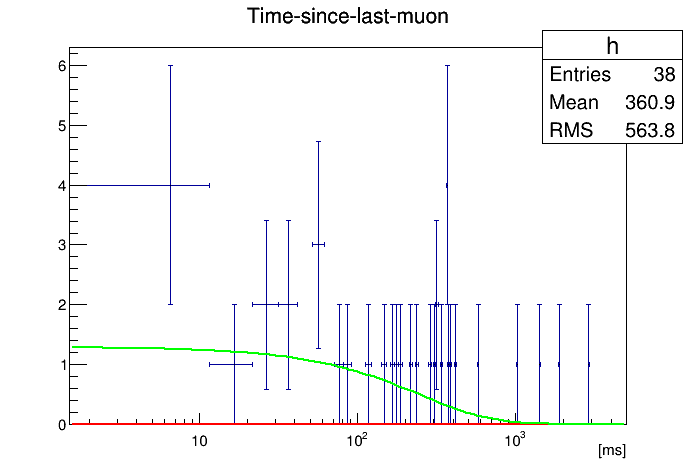 Time-since-last-muon
h
Entries 38
Mean 360.9
RMS 563.8
6
5
4
3
2
1
0
10
10²
10³
[ms]